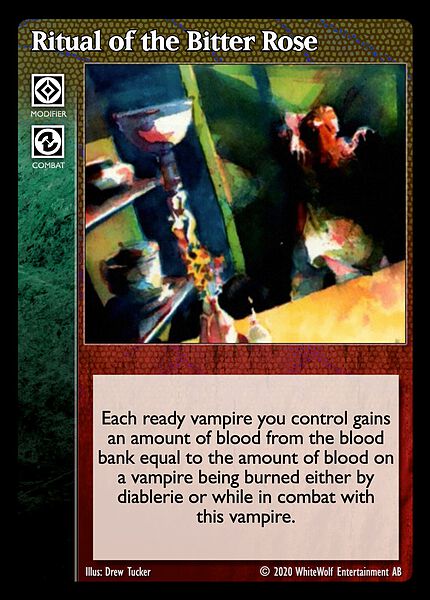 Ritual of the Bitter Rose
MODIFIER
COMBAT
Each ready vampire you control gains
an amount of blood from the blood
bank equal to the amount of blood on
a vampire being burned either by
diablerie or while in combat with
this vampire.
Illus: Drew Tucker © 2020 WhiteWolf Entertainment AB